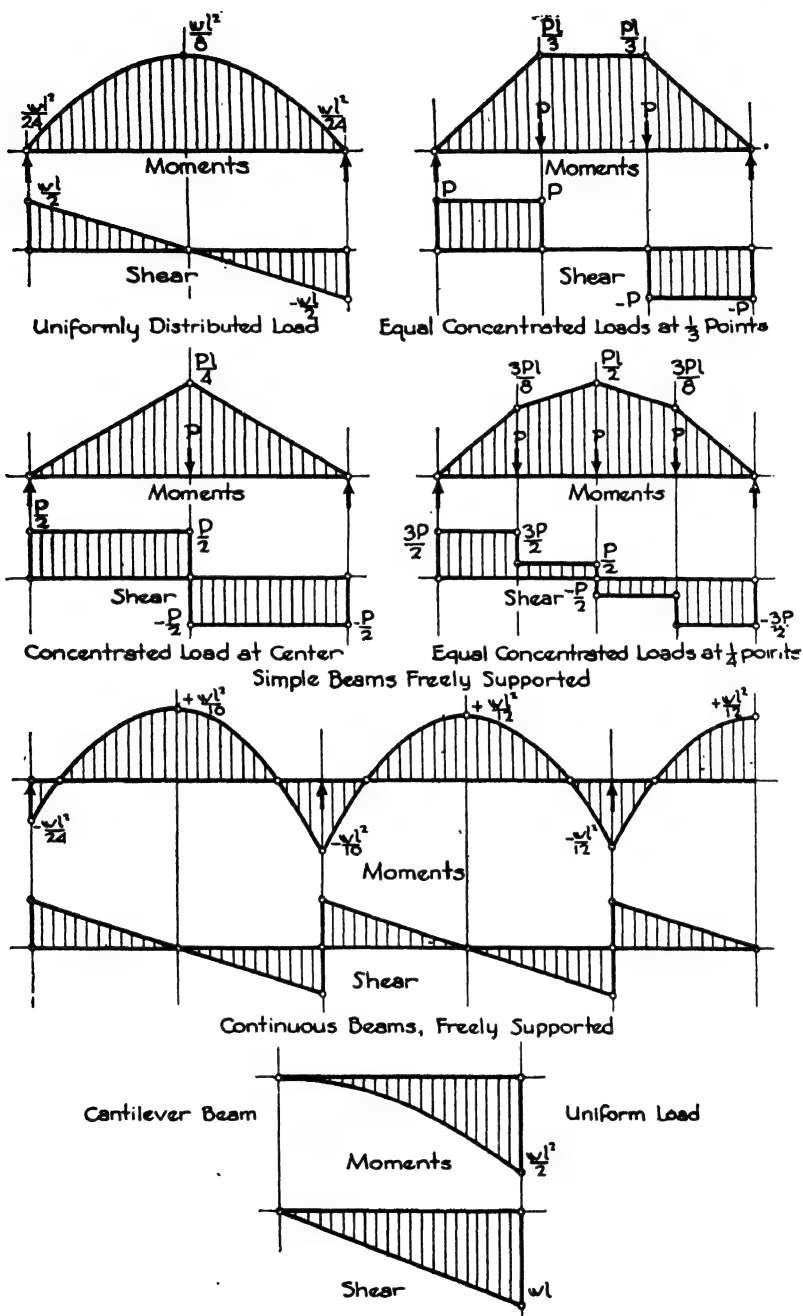 wl²/8
wl²/24 wl²/24
Moments
wl/2
Shear
-wl/2
Uniformly Distributed Load
Pl/3 Pl/3
P P
Moments
P P
Shear
-P -P
Equal Concentrated Loads at 1/3 Points
Pl/4
P
Moments
P/2 P/2
Shear
-P/2 -P/2
Concentrated Load at Center
3Pl/8 Pl/2 3Pl/8
P P P
Moments
3P/2 3P/2 P/2
Shear -P/2 -3P/2
Equal Concentrated Loads at 1/4 points
Simple Beams Freely Supported
+wl²/10 +wl²/12 +wl²/12
-wl²/24 -wl²/10 -wl²/12
Moments
Shear
Continuous Beams, Freely Supported
Cantilever Beam Uniform Load
Moments wl²/2
Shear wl